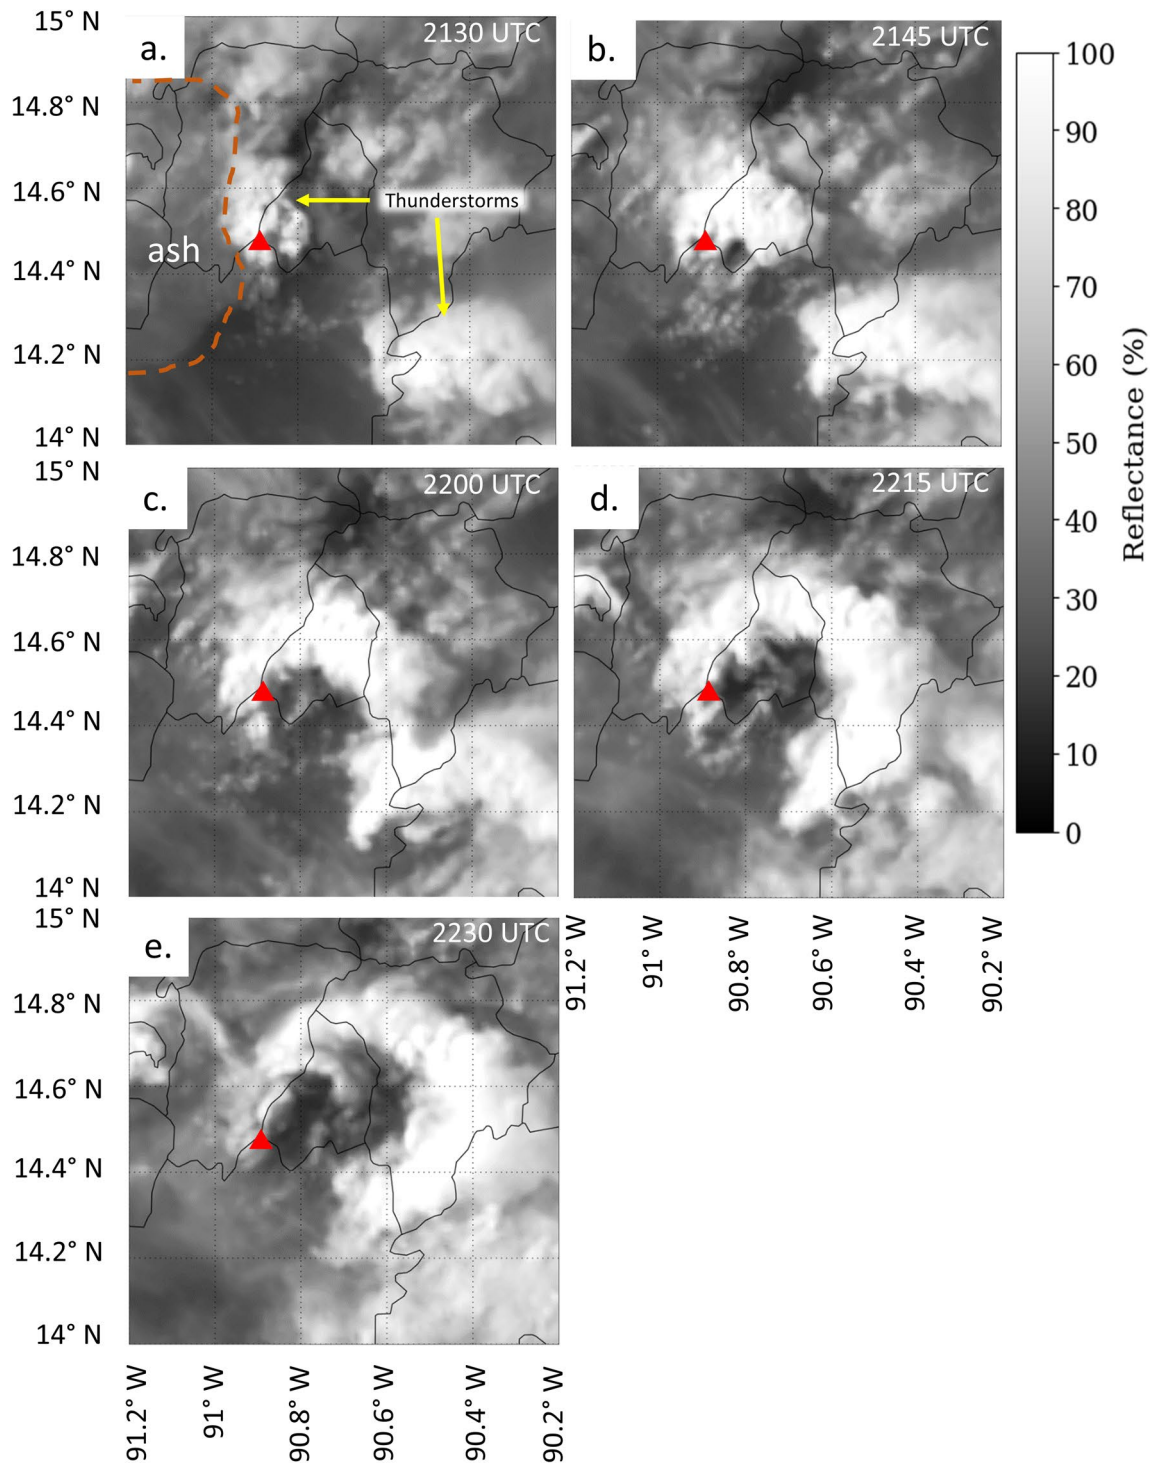 15° N
a.
2130 UTC
b.
2145 UTC
14.8° N
14.6° N
Thunderstorms
ash
14.4° N
14.2° N
14° N
100
90
80
70
60
50
40
30
20
10
0
Reflectance (%)
15° N
c.
2200 UTC
d.
2215 UTC
14.8° N
14.6° N
14.4° N
14.2° N
14° N
15° N
e.
2230 UTC
91.2° W
91° W
90.8° W
90.6° W
90.4° W
90.2° W
14.8° N
14.6° N
14.4° N
14.2° N
14° N
91.2° W
91° W
90.8° W
90.6° W
90.4° W
90.2° W